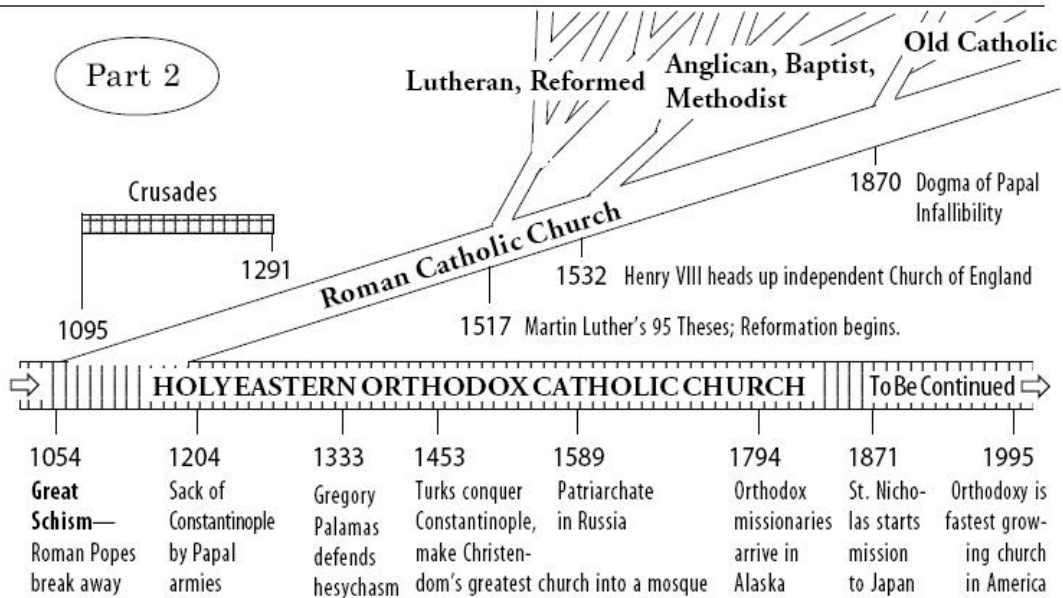 Part 2
Lutheran, Reformed
Anglican, Baptist,
Methodist
Old Catholic
Crusades
1095
1291
Roman Catholic Church
1870 Dogma of Papal
Infallibility
1532 Henry VIII heads up independent Church of England
1517 Martin Luther's 95 Theses; Reformation begins.
HOLY EASTERN ORTHODOX CATHOLIC CHURCH
To Be Continued
1054
Great
Schism—
Roman Popes
break away
1204
Sack of
Constantinople
by Papal
armies
1333
Gregory
Palamas
defends
hesychasm
1453
Turks conquer
Constantinople,
make Christen-
dom's greatest church into a mosque
1589
Patriarchate
in Russia
1794
Orthodox
missionaries
arrive in
Alaska
1871
St. Nicho-
las starts
mission
to Japan
1995
Orthodoxy is
fastest grow-
ing church
in America